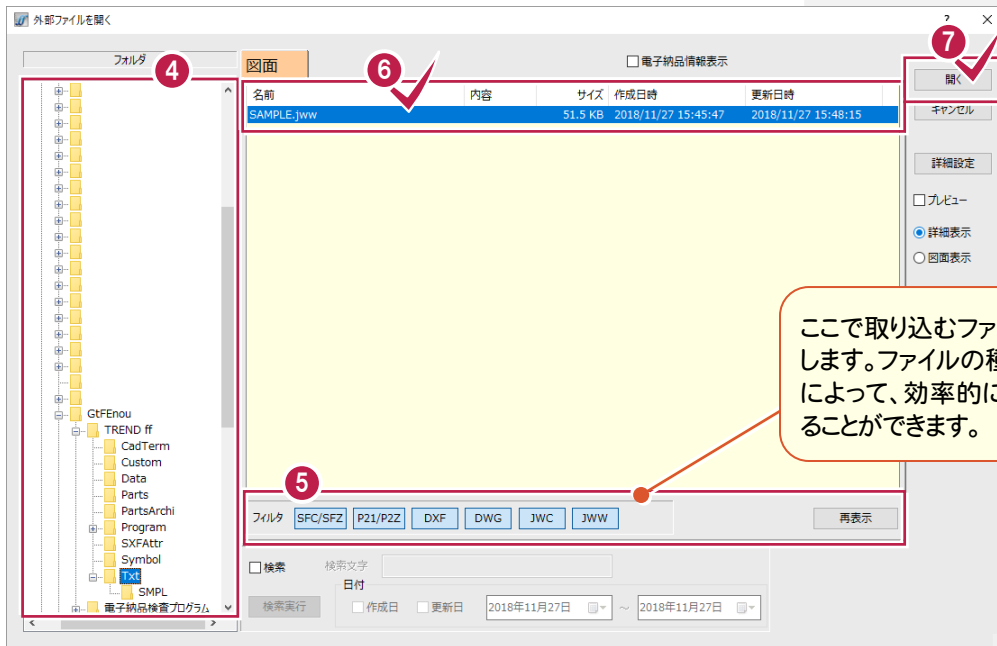 外部ファイルを開く
フォルダ
4
図面
6
電子納品情報表示
7
開く
キャンセル
詳細設定
プレビュー
詳細表示
図面表示
名前 内容 サイズ 作成日時 更新日時
SAMPLE.jww 51.5 KB 2018/11/27 15:45:47 2018/11/27 15:48:15
GtFEnou
TREND ff
CadTerm
Custom
Data
Parts
PartsArchi
Program
SXFAttr
Symbol
Txt
SMPL
電子納品検査プログラム
ここで取り込むファ
します。ファイルの種
によって、効率的に
ることができます。
5
フィルタ SFC/SFZ P21/P2Z DXF DWG JWC JWW 再表示
検索 検索文字
日付
検索実行 作成日 更新日 2018年11月27日 ～ 2018年11月27日